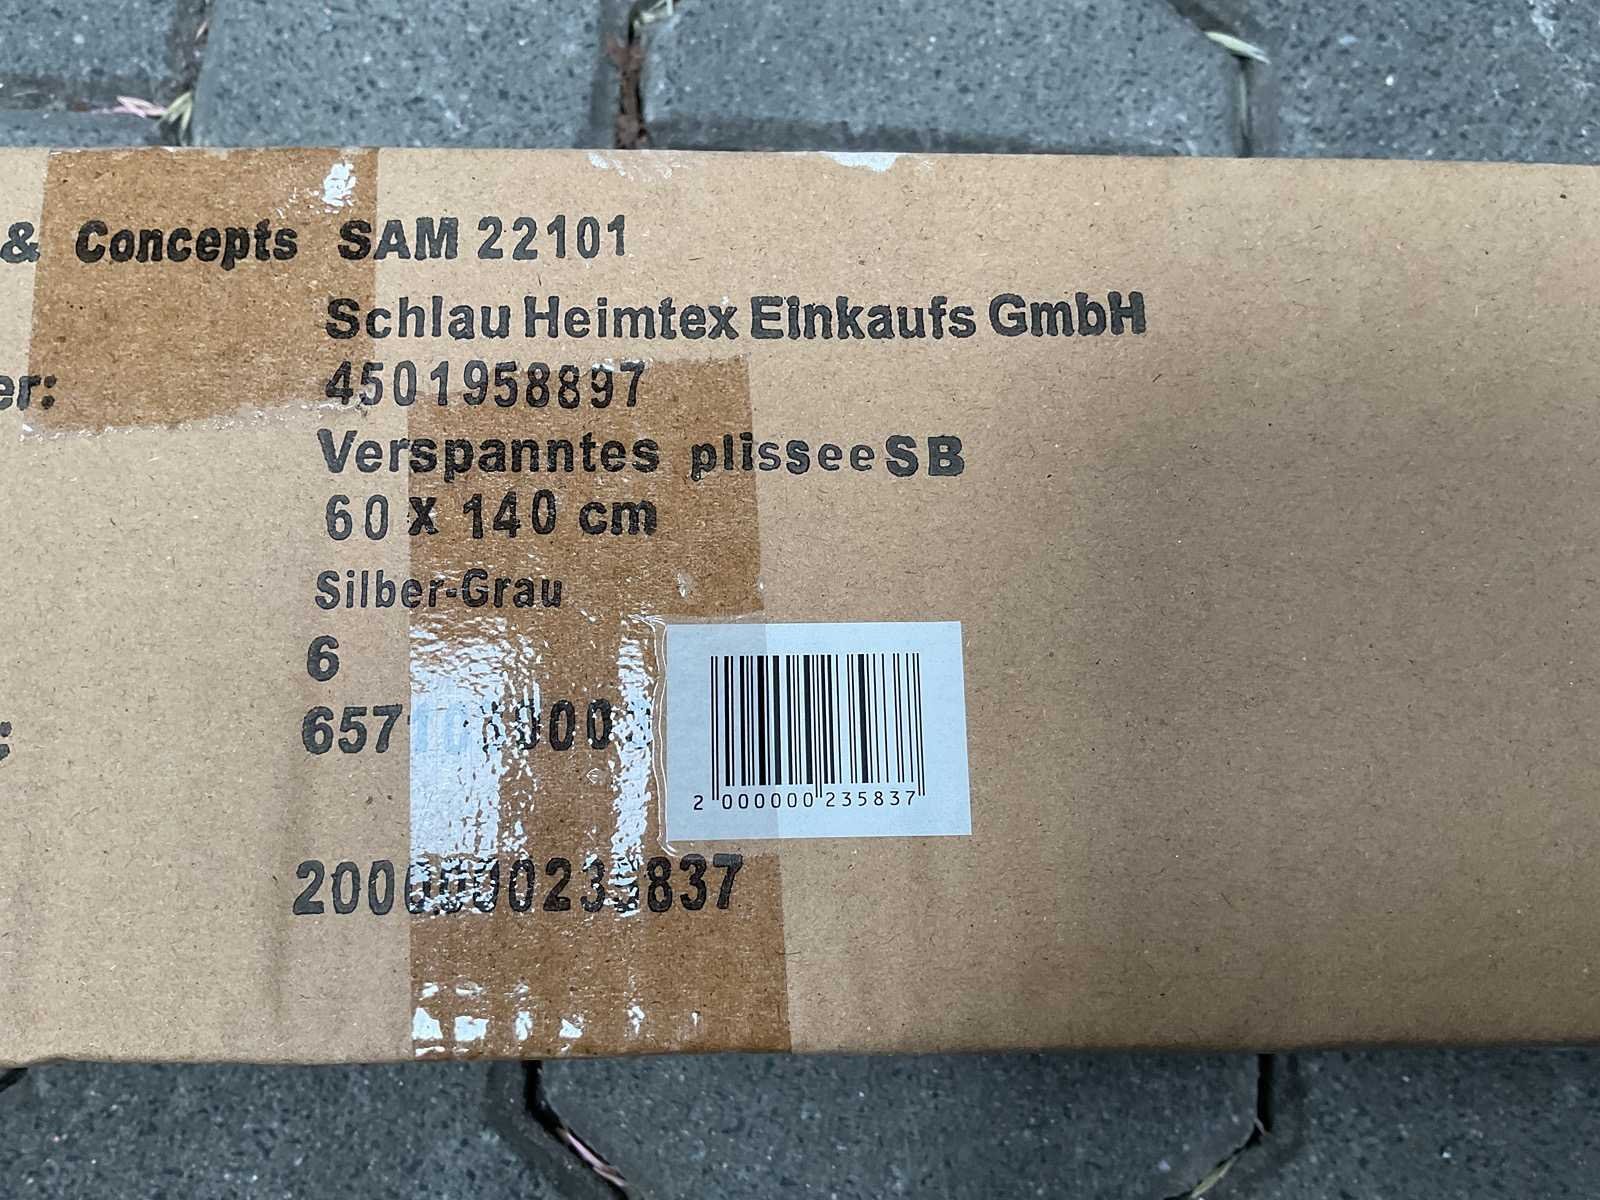 & Concepts SAM 22101
Schlau Heimtex Einkaufs GmbH
er: 4501958897
Verspanntes plissee SB
60 x 140 cm
Silber-Grau
6
2 000000 235837
2000000235837